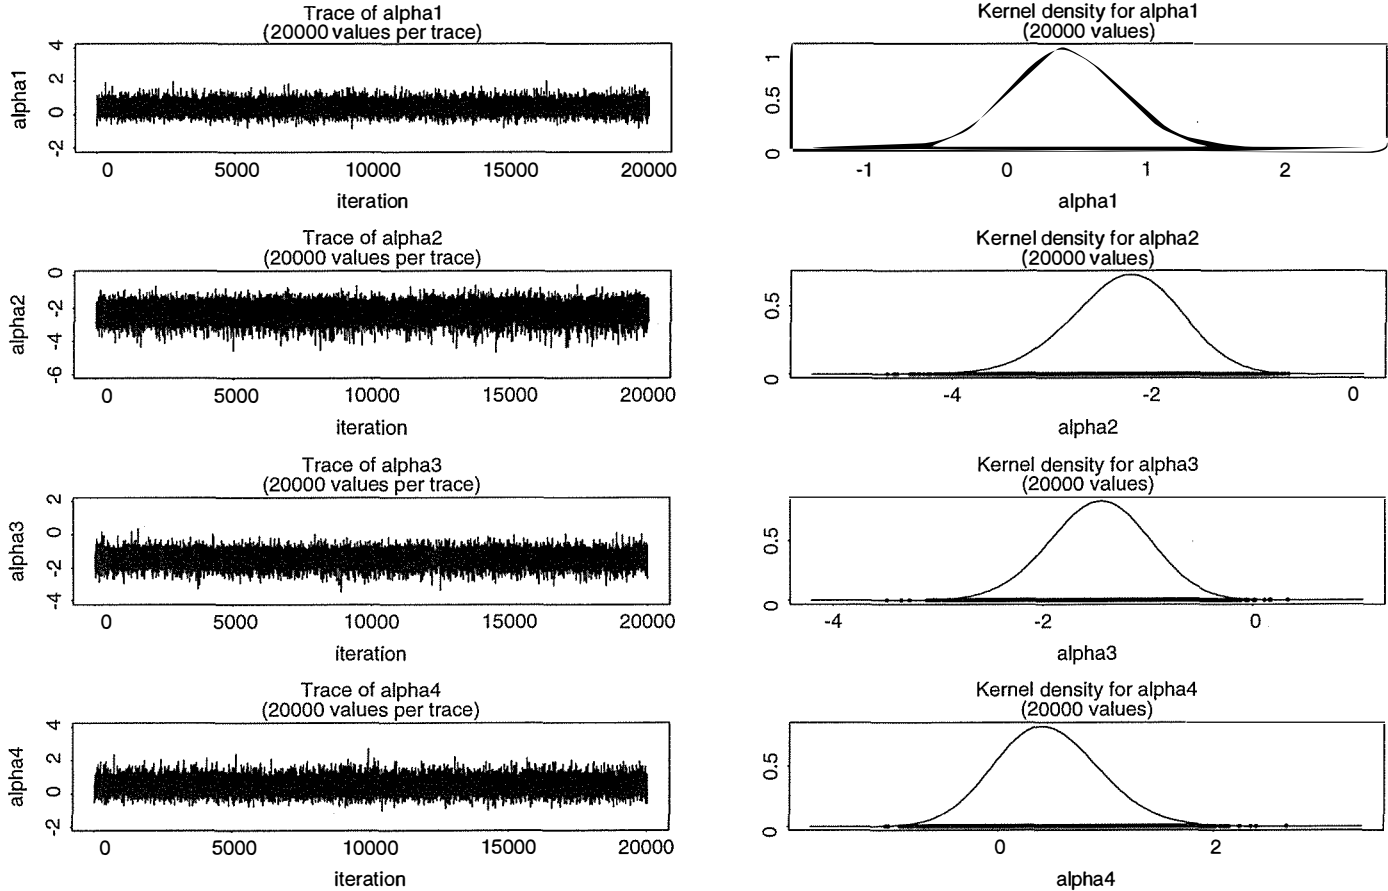 Trace of alpha1
(20000 values per trace)
alpha1
4
2
0
-2
0 5000 10000 15000 20000
iteration
Kernel density for alpha1
(20000 values)
1
0.5
0
-1 0 1 2
alpha1
Trace of alpha2
(20000 values per trace)
alpha2
0
-2
-4
-6
0 5000 10000 15000 20000
iteration
Kernel density for alpha2
(20000 values)
0.5
0
-4 -2 0
alpha2
Trace of alpha3
(20000 values per trace)
alpha3
2
0
-2
-4
0 5000 10000 15000 20000
iteration
Kernel density for alpha3
(20000 values)
0.5
0
-4 -2 0
alpha3
Trace of alpha4
(20000 values per trace)
alpha4
4
2
0
-2
0 5000 10000 15000 20000
iteration
Kernel density for alpha4
(20000 values)
0.5
0
0 2
alpha4